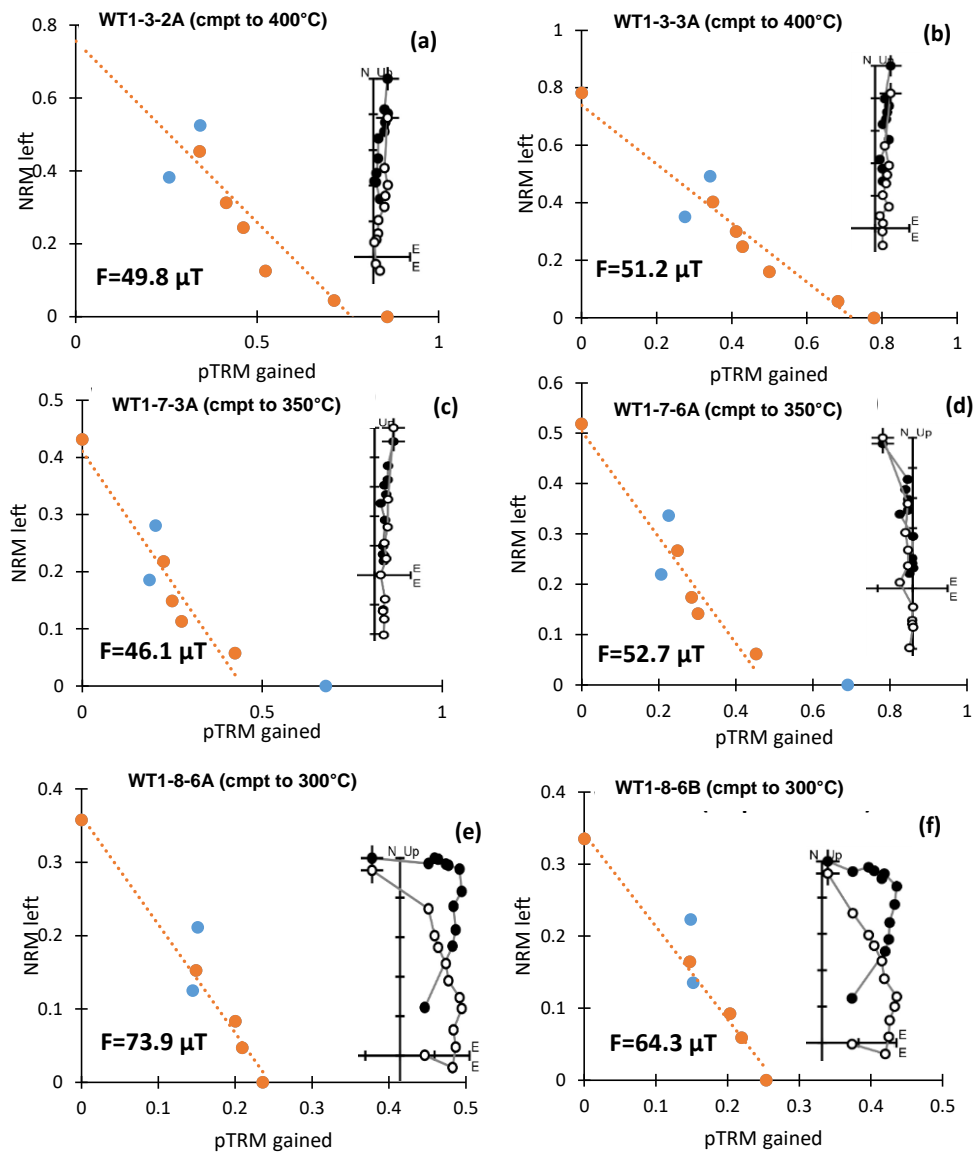 WT1-3-2A (cmpt to 400°C)
(a)
0.8
0.6
0.4
0.2
0
0
0.5
1
NRM left
pTRM gained
F=49.8 µT
N U
E
E
WT1-3-3A (cmpt to 400°C)
(b)
1
0.8
0.6
0.4
0.2
0
0
0.2
0.4
0.6
0.8
1
NRM left
pTRM gained
F=51.2 µT
N Up
E
E
WT1-7-3A (cmpt to 350°C)
(c)
0.5
0.4
0.3
0.2
0.1
0
0
0.5
1
NRM left
pTRM gained
F=46.1 µT
Up
E
E
WT1-7-6A (cmpt to 350°C)
(d)
0.6
0.5
0.4
0.3
0.2
0.1
0
0
0.2
0.4
0.6
0.8
1
NRM left
pTRM gained
F=52.7 µT
N Up
E
E
WT1-8-6A (cmpt to 300°C)
(e)
0.4
0.3
0.2
0.1
0
0
0.1
0.2
0.3
0.4
0.5
NRM left
pTRM gained
F=73.9 µT
N Up
E
E
WT1-8-6B (cmpt to 300°C)
(f)
0.4
0.3
0.2
0.1
0
0
0.1
0.2
0.3
0.4
0.5
NRM left
pTRM gained
F=64.3 µT
N Up
E
E